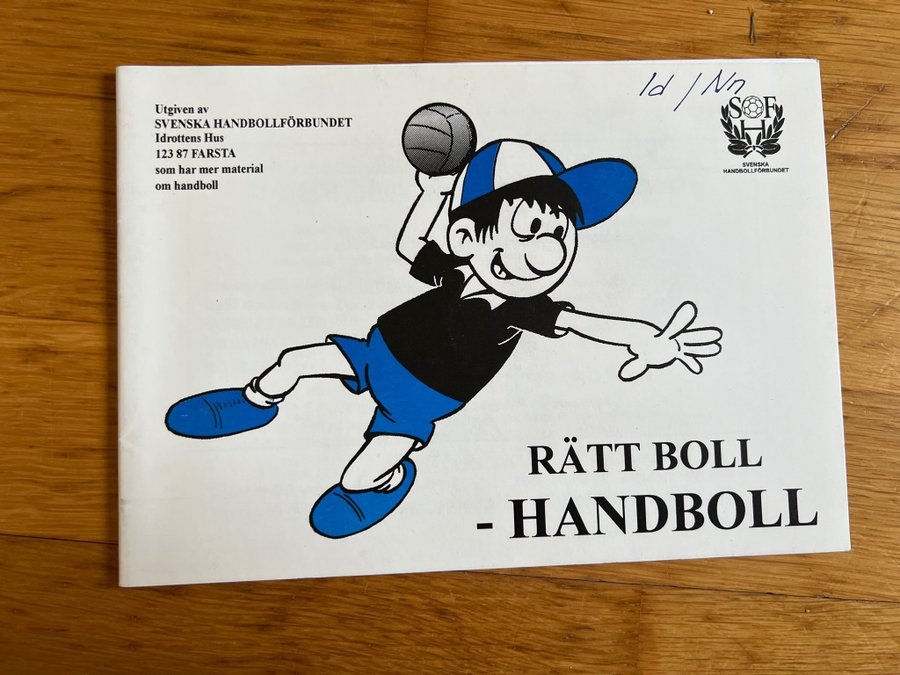 Utgiven av
SVENSKA HANDBOLLFÖRBUNDET
Idrottens Hus
123 87 FARSTA
som har mer material
om handboll
Id / Nn
S F
H
SVENSKA
HANDBOLLFÖRBUNDET
RÄTT BOLL
- HANDBOLL